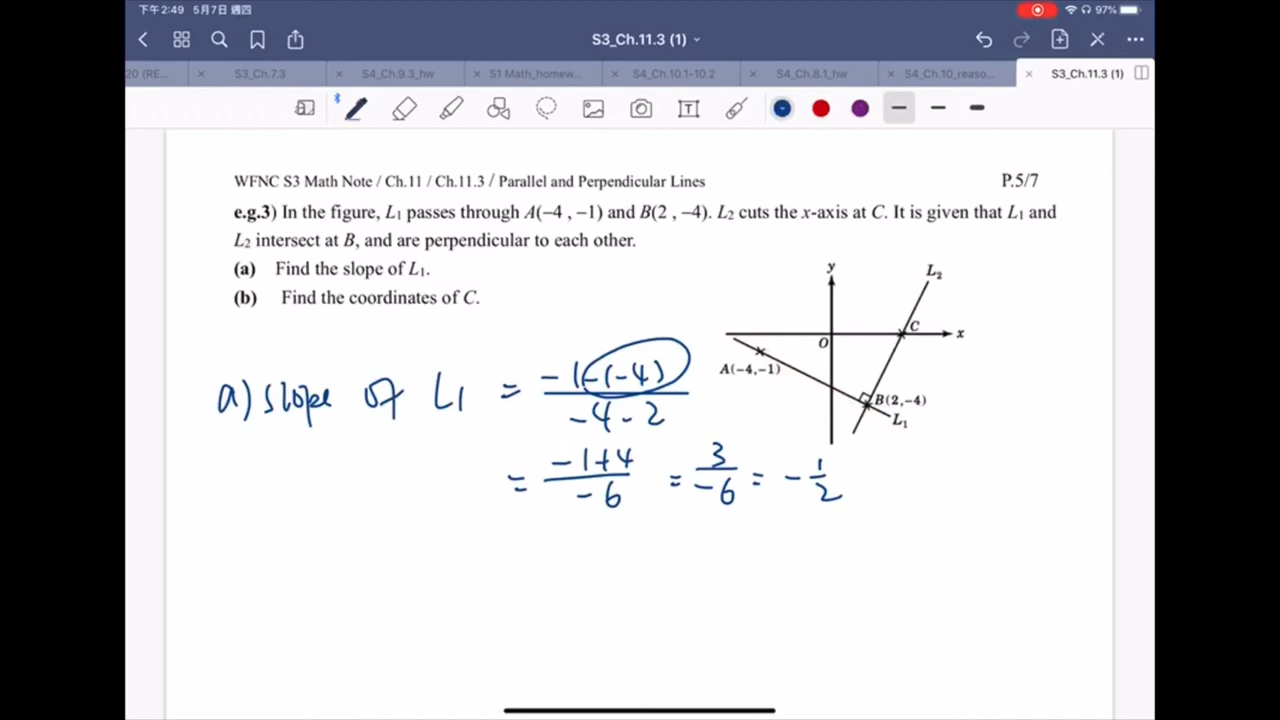 下午 2:49 5月7日 週四 97%
S3_Ch.11.3 (1)
20 (RE... S3_Ch.7.3 S4_Ch.9.3_hw S1 Math_homew... S4_Ch.10.1-10.2 S4_Ch.8.1_hw S4_Ch.10_reaso... S3_Ch.11.3 (1)
T
WFNC S3 Math Note / Ch.11 / Ch.11.3 / Parallel and Perpendicular Lines P.5/7
e.g.3) In the figure, L₁ passes through A(−4 , −1) and B(2 , −4). L₂ cuts the x-axis at C. It is given that L₁ and
L₂ intersect at B, and are perpendicular to each other.
(a) Find the slope of L₁.
(b) Find the coordinates of C.
y
L₂
C
x
O
A(−4,−1)
B(2,−4)
L₁
a) slope of L₁ = \frac{-1-(-4)}{-4-2}
= \frac{-1+4}{-6} = \frac{3}{-6} = -\frac{1}{2}